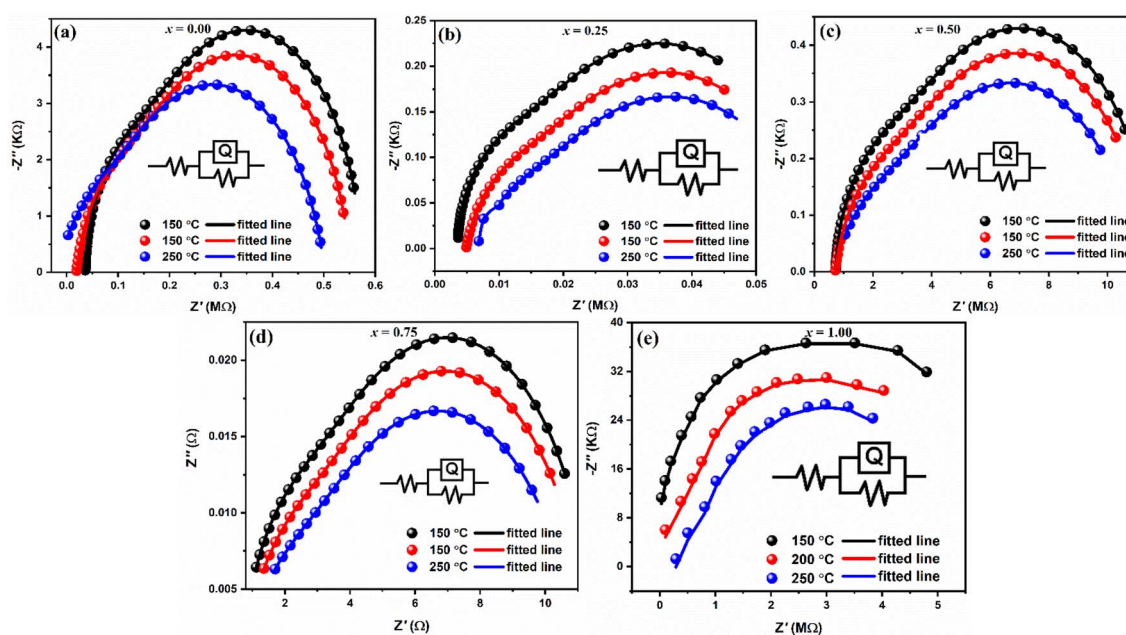 (a)
x = 0.00
-Z'' (KΩ)
4
3
2
1
0
Q
150 °C fitted line
150 °C fitted line
250 °C fitted line
0.0 0.1 0.2 0.3 0.4 0.5 0.6
Z' (MΩ)
(b)
x = 0.25
-Z'' (KΩ)
0.25
0.20
0.15
0.10
0.05
0.00
Q
150 °C fitted line
150 °C fitted line
250 °C fitted line
0.00 0.01 0.02 0.03 0.04 0.05
Z' (MΩ)
(c)
x = 0.50
-Z'' (KΩ)
0.4
0.3
0.2
0.1
0.0
Q
150 °C fitted line
150 °C fitted line
250 °C fitted line
0 2 4 6 8 10
Z' (MΩ)
(d)
x = 0.75
Z'' (Ω)
0.020
0.015
0.010
0.005
Q
150 °C fitted line
150 °C fitted line
250 °C fitted line
2 4 6 8 10
Z' (Ω)
(e)
x = 1.00
-Z'' (KΩ)
36
30
24
18
12
6
0
Q
150 °C fitted line
200 °C fitted line
250 °C fitted line
0 1 2 3 4 5
Z' (MΩ)